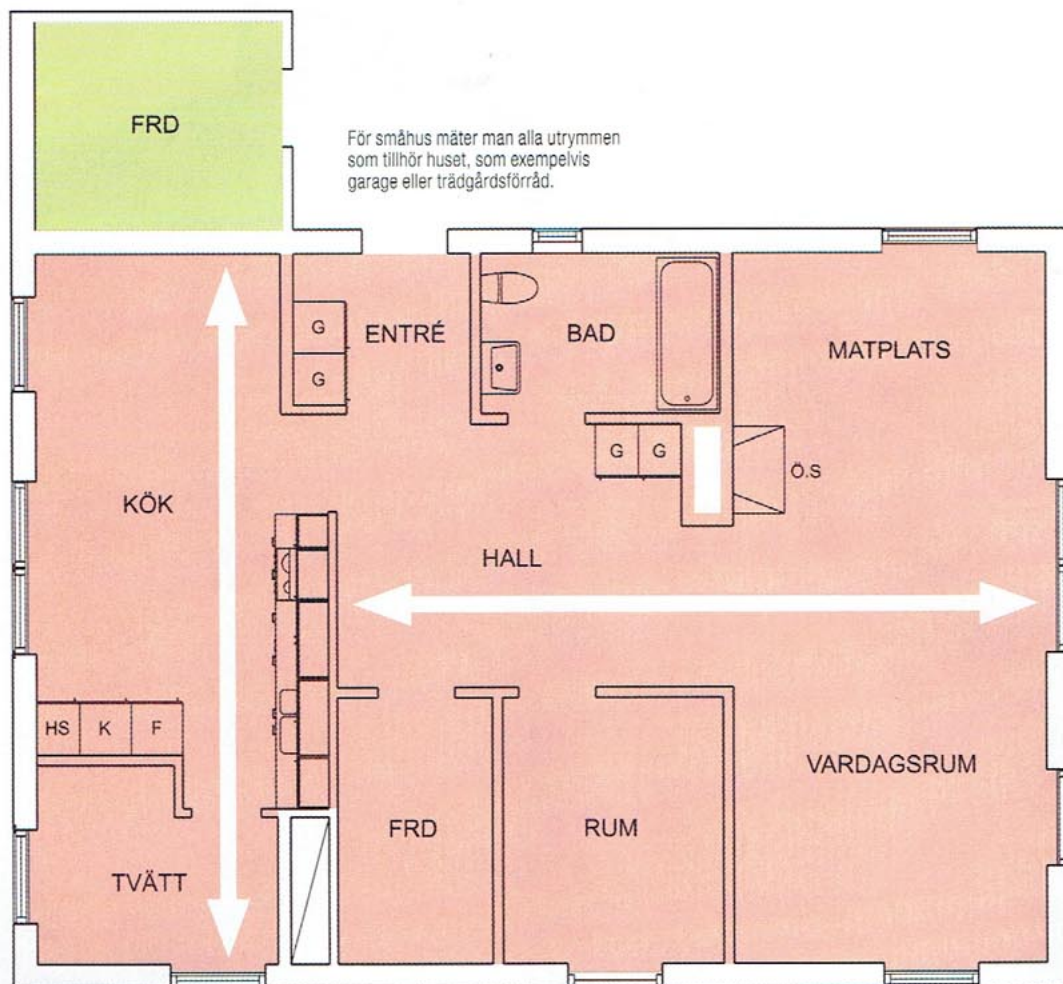 FRD
För småhus mäter man alla utrymmen
som tillhör huset, som exempelvis
garage eller trädgårdsförråd.
G
G
ENTRÉ
BAD
MATPLATS
G G
Ö.S
KÖK
HALL
HS K F
VARDAGSRUM
FRD
RUM
TVÄTT